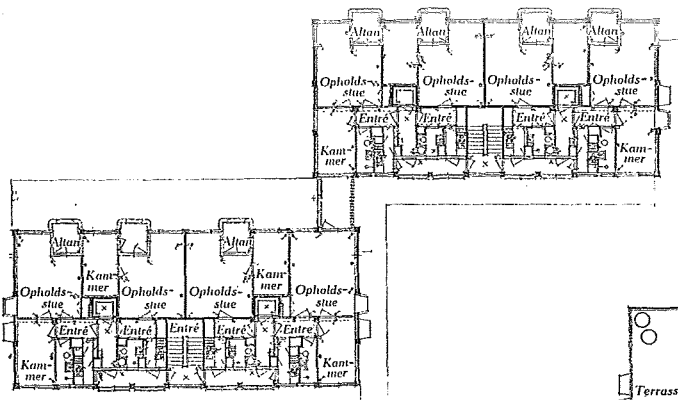 Altan Altan Altan Altan
Opholds-
stue
Opholds-
stue
Opholds-
stue
Opholds-
stue
Entré Entré Entré Entré
Kam-
mer
Kam-
mer
Altan Altan
Kam-
mer
Kam-
mer
Opholds-
stue
Opholds-
stue
Opholds-
stue
Opholds-
stue
Entré Entré Entré Entré Entré
Kam-
mer
Kam-
mer
Terrass